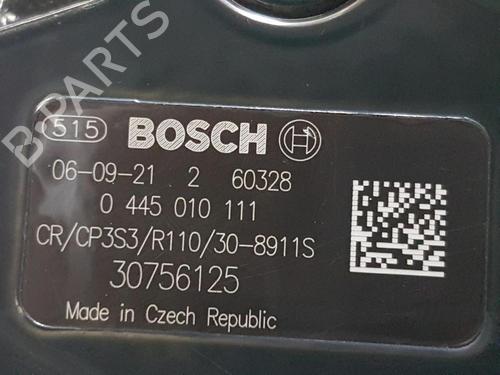 B-PARTS
515 BOSCH
06-09-21 2 60328
0 445 010 111
CR/CP3S3/R110/30-8911S
30756125
Made in Czech Republic